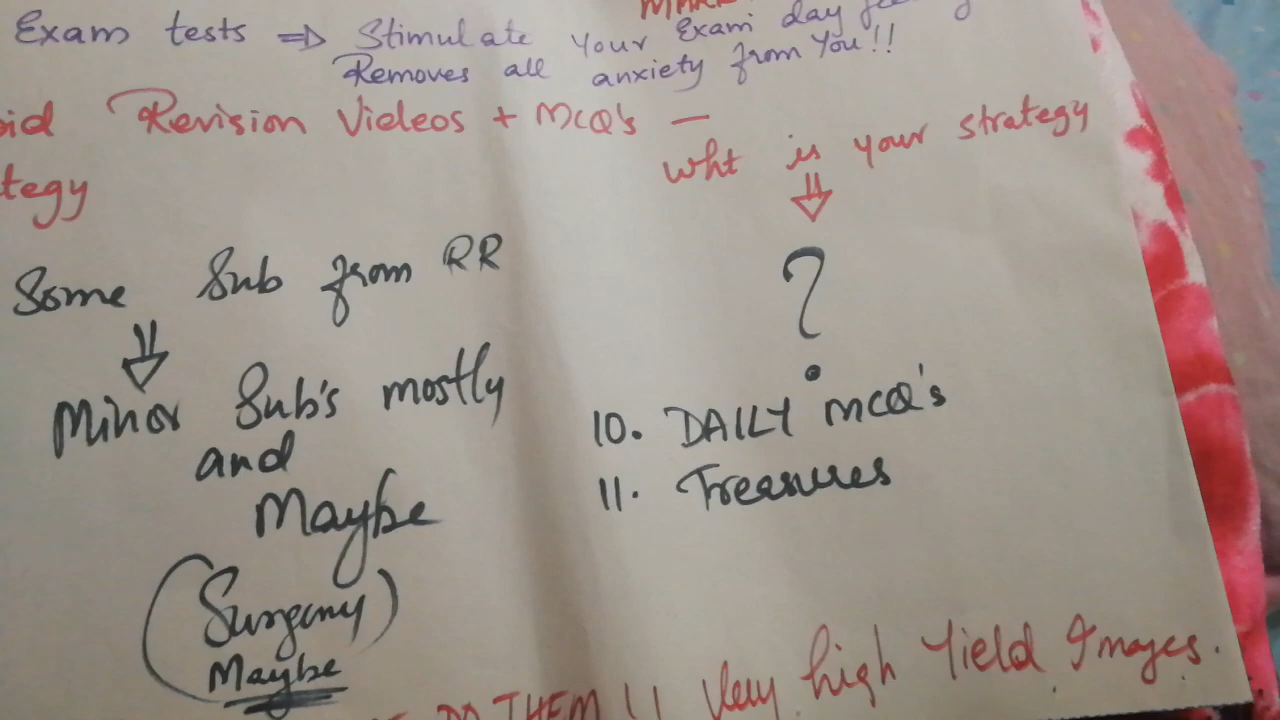 Exam tests ⇒ Stimulate Your Exam day
Removes all anxiety from You!!
Revision Videos + MCQ's —
Wht is your strategy
tegy
?
Some Sub from RR
Minor Sub's mostly
and
Maybe
(Surgery)
Maybe
10. DAILY MCQ's
11. Treasures
DO THEM !! Very high Yield Images.